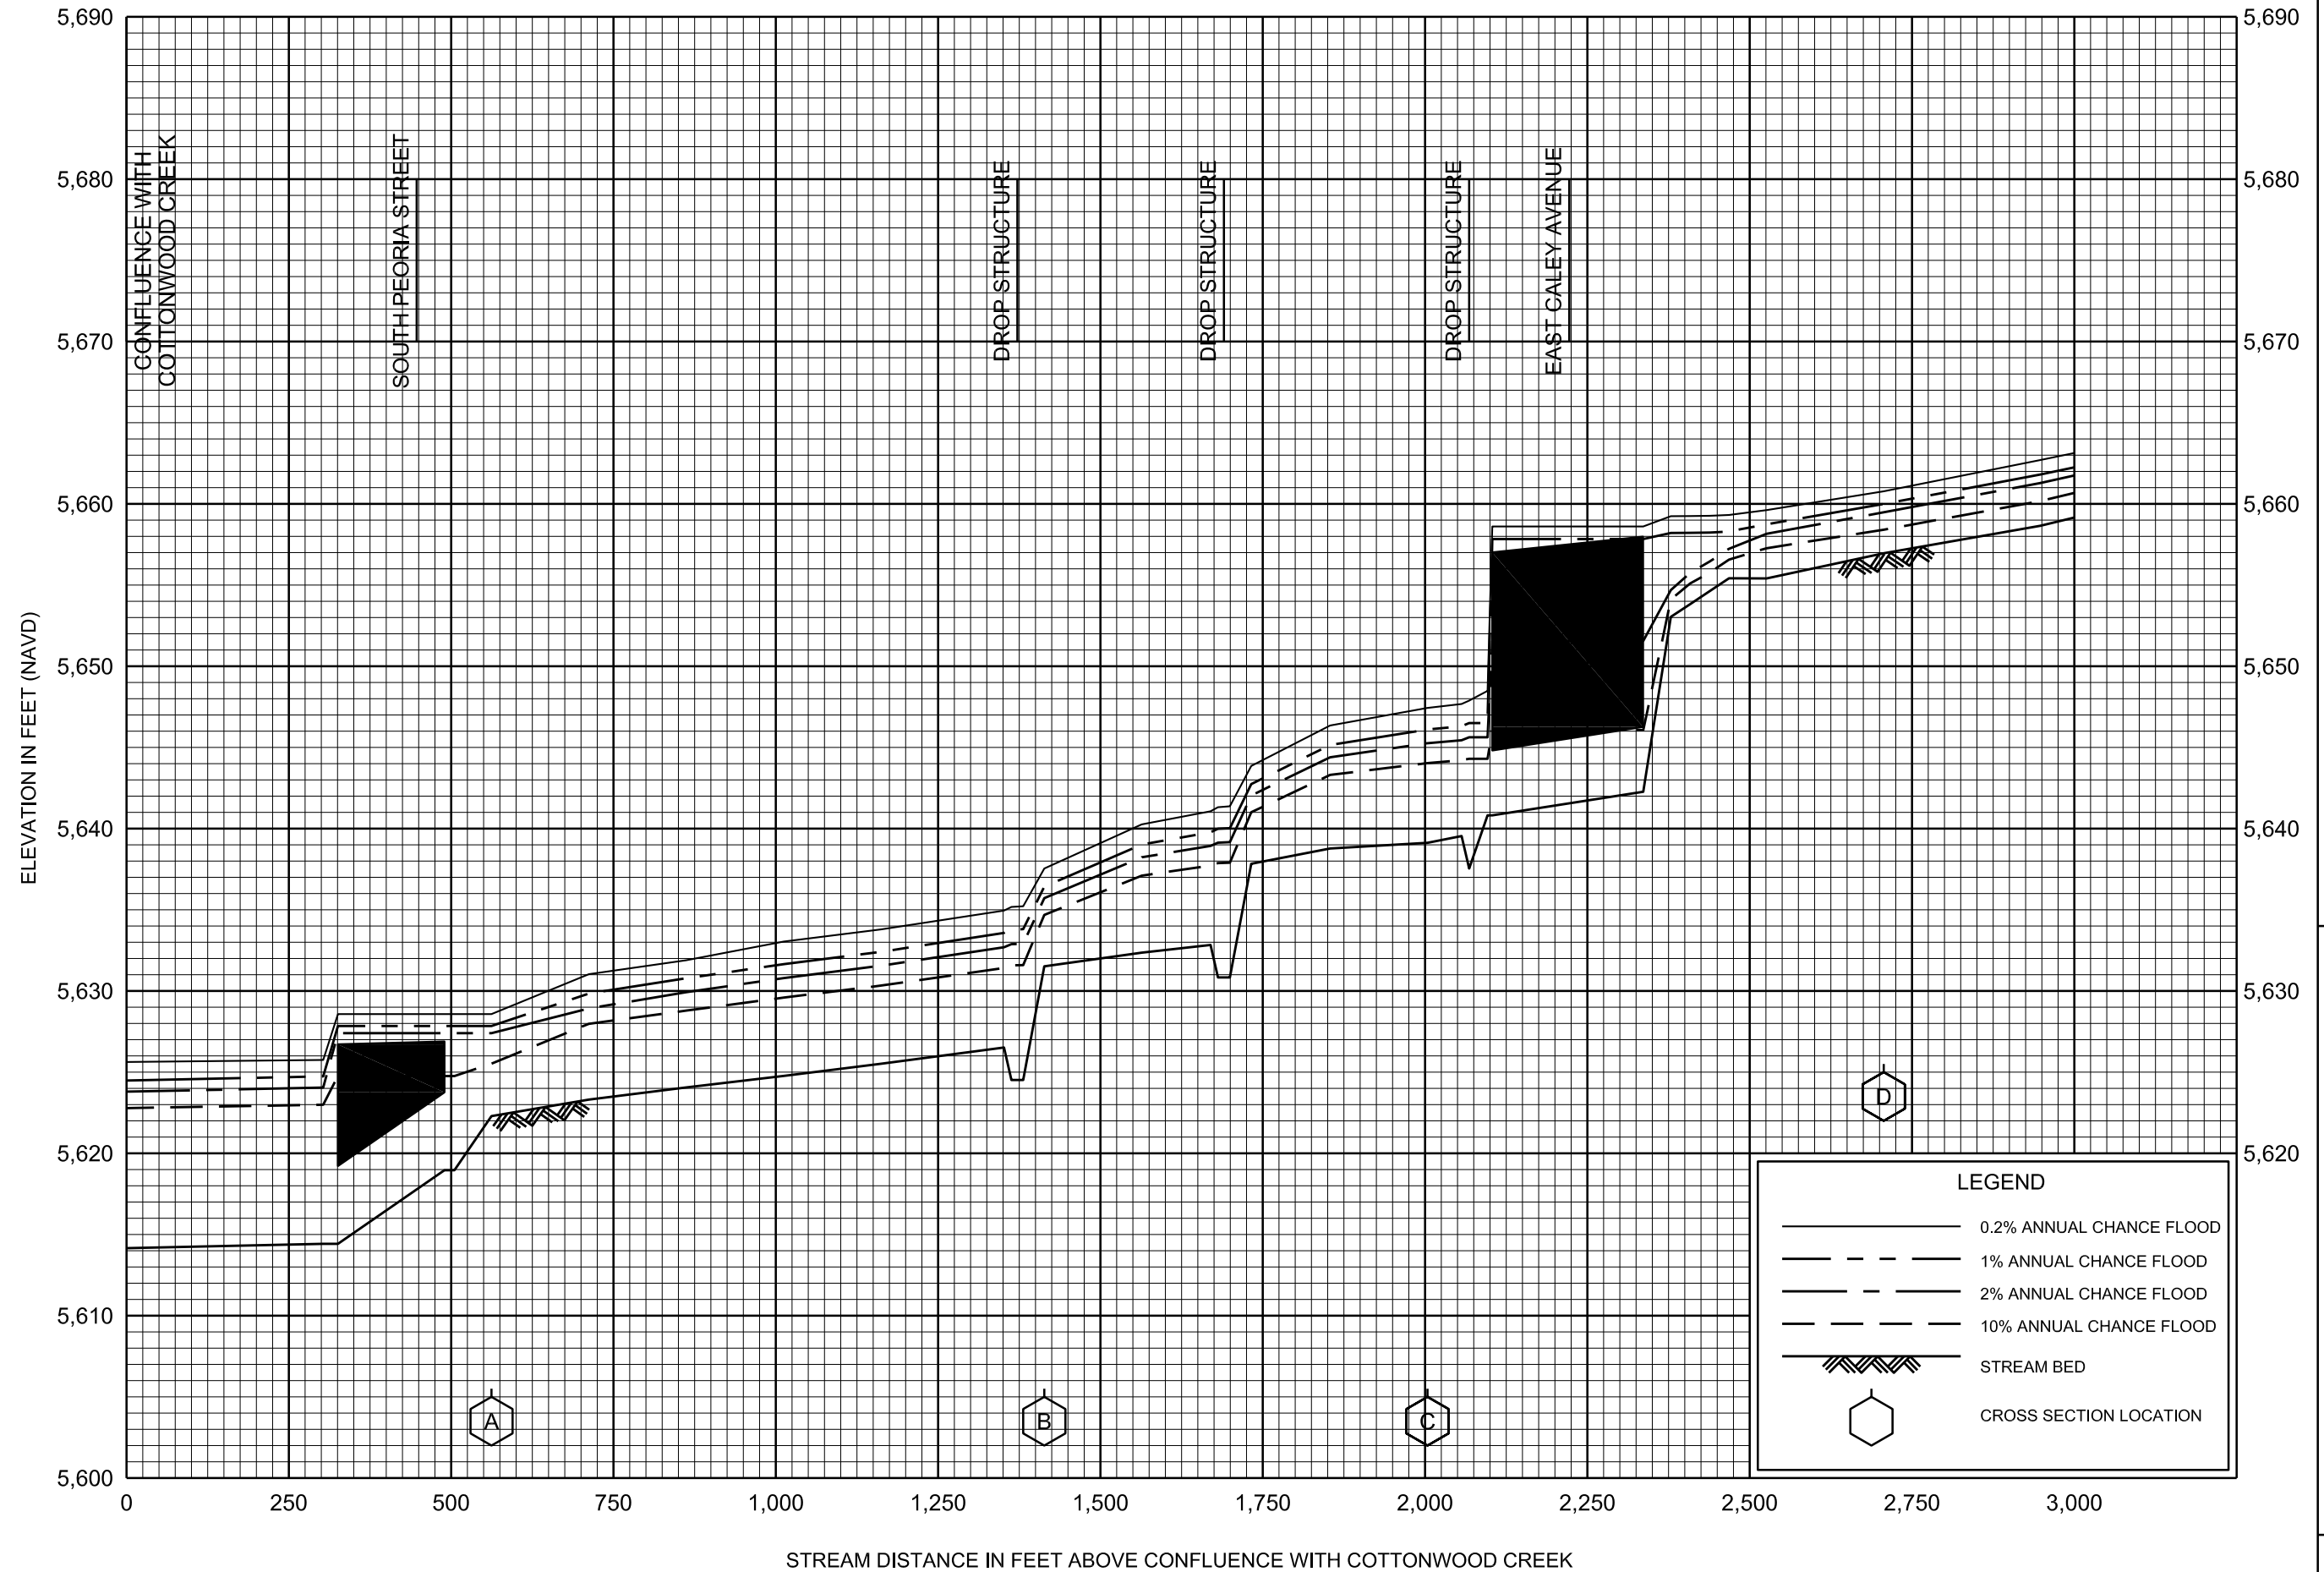 5,690
5,690
CONFLUENCE WITH
COTTONWOOD CREEK
SOUTH PEORIA STREET
DROP STRUCTURE
DROP STRUCTURE
DROP STRUCTURE
EAST CALEY AVENUE
5,680
5,680
5,670
5,670
5,660
5,660
5,650
5,650
ELEVATION IN FEET (NAVD)
5,640
5,640
5,630
5,630
D
5,620
5,620
LEGEND
0.2% ANNUAL CHANCE FLOOD
1% ANNUAL CHANCE FLOOD
2% ANNUAL CHANCE FLOOD
10% ANNUAL CHANCE FLOOD
STREAM BED
CROSS SECTION LOCATION
5,610
A
B
C
5,600
0
250
500
750
1,000
1,250
1,500
1,750
2,000
2,250
2,500
2,750
3,000
STREAM DISTANCE IN FEET ABOVE CONFLUENCE WITH COTTONWOOD CREEK